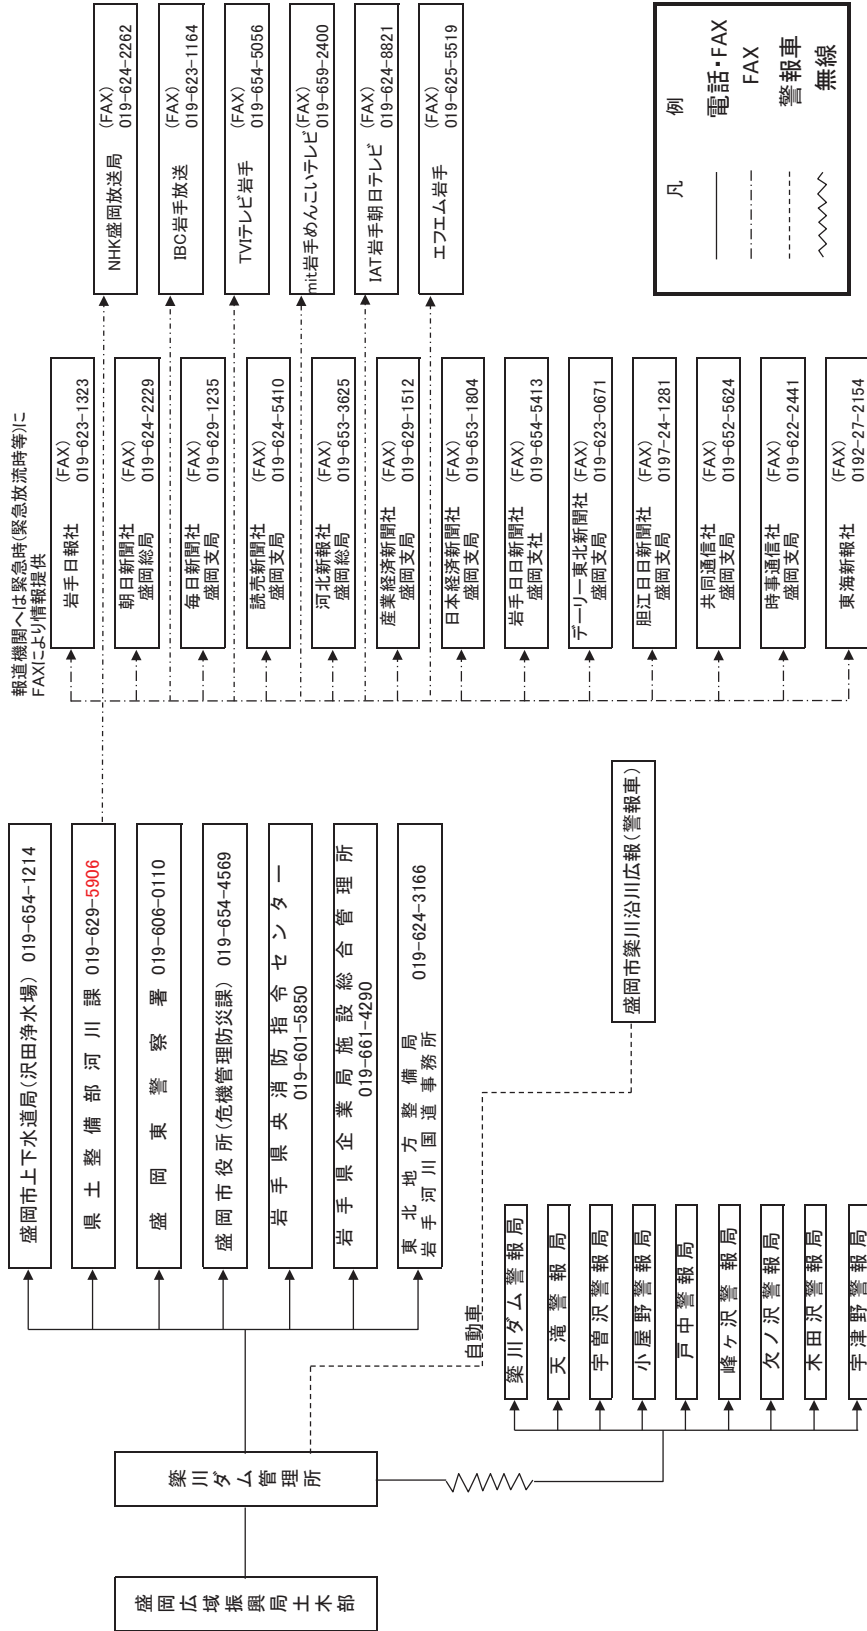 盛岡広域振興局土木部
簗川ダム管理所
盛岡市上下水道局(沢田浄水場) 019-654-1214
県土整備部河川課 019-629-5906
盛岡東警察署 019-606-0110
盛岡市役所(危機管理防災課) 019-654-4569
岩手県央消防指令センター
019-601-5850
岩手県企業局施設総合管理所
019-661-4290
東北地方整備局
岩手河川国道事務所
019-624-3166
自動車
盛岡市簗川沿川広報(警報車)
簗川ダム警報局
天滝警報局
宇曽沢警報局
小屋野警報局
戸中警報局
峰ヶ沢警報局
欠ノ沢警報局
木田沢警報局
宇津野警報局
報道機関へは緊急時(緊急放流時等)に
FAXにより情報提供
岩手日報社 (FAX)
019-623-1323
朝日新聞社 (FAX)
盛岡総局 019-624-2229
毎日新聞社 (FAX)
盛岡支局 019-629-1235
読売新聞社 (FAX)
盛岡支局 019-624-5410
河北新報社 (FAX)
盛岡総局 019-653-3625
産業経済新聞社 (FAX)
盛岡支局 019-629-1512
日本経済新聞社 (FAX)
盛岡支局 019-653-1804
岩手日日新聞社 (FAX)
盛岡支社 019-654-5413
デーリー東北新聞社 (FAX)
盛岡支局 019-623-0671
胆江日日新聞社 (FAX)
盛岡支局 0197-24-1281
共同通信社 (FAX)
盛岡支局 019-652-5624
時事通信社 (FAX)
盛岡支局 019-622-2441
東海新報社 (FAX)
0192-27-2154
NHK盛岡放送局 (FAX)
019-624-2262
IBC岩手放送 (FAX)
019-623-1164
TVIテレビ岩手 (FAX)
019-654-5056
mit岩手めんこいテレビ (FAX)
019-659-2400
IAT岩手朝日テレビ (FAX)
019-624-8821
エフエム岩手 (FAX)
019-625-5519
凡 例
電話・FAX
FAX
警報車
無線